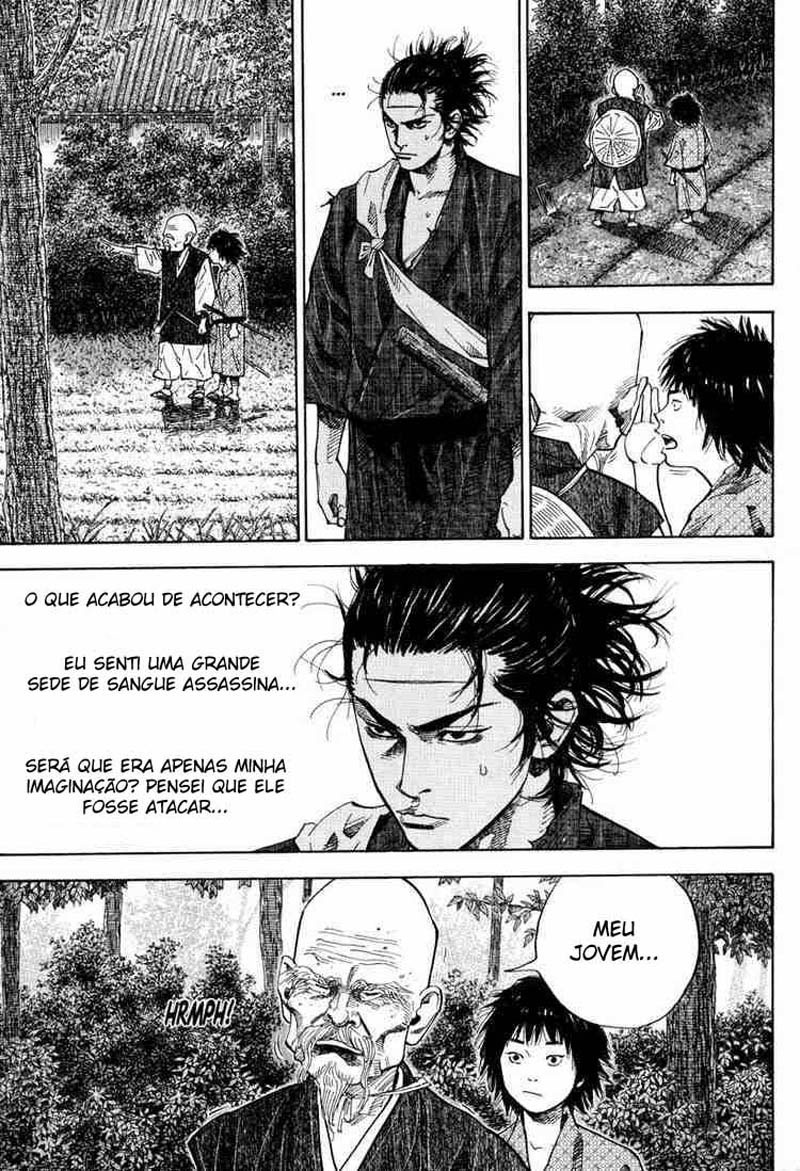 ...
O QUE ACABOU DE ACONTECER?
EU SENTI UMA GRANDE
SEDE DE SANGUE ASSASSINA...
SERÁ QUE ERA APENAS MINHA
IMAGINAÇÃO? PENSEI QUE ELE
FOSSE ATACAR...
MEU
JOVEM...
HRMPH!